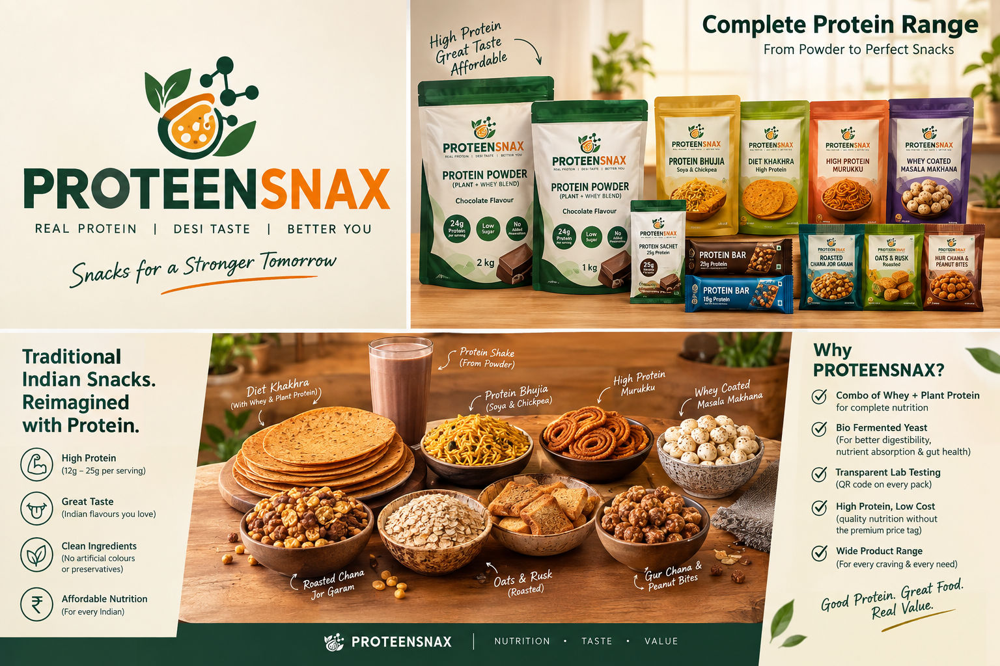 PROTEENSNAX
REAL PROTEIN | DESI TASTE | BETTER YOU
Snacks for a Stronger Tomorrow
Complete Protein Range
From Powder to Perfect Snacks
High Protein
Great Taste
Affordable
PROTEENSNAX
REAL PROTEIN | DESI TASTE | BETTER YOU
PROTEIN POWDER
(PLANT + WHEY BLEND)
Chocolate Flavour
24g
Protein
per serving
Low
Sugar
No
Added
2 kg
PROTEENSNAX
REAL PROTEIN | DESI TASTE | BETTER YOU
PROTEIN POWDER
(PLANT + WHEY BLEND)
Chocolate Flavour
24g
Protein
per serving
Low
Sugar
No
Added
1 kg
PROTEENSNAX
PROTEIN SACHET
25g Protein
25g
PROTEIN BAR
25g Protein
PROTEIN BAR
15g Protein
PROTEENSNAX
PROTEIN BHUJIA
Soya & Chickpea
PROTEENSNAX
DIET KHAKHRA
High Protein
PROTEENSNAX
HIGH PROTEIN
MURUKKU
PROTEENSNAX
WHEY COATED
MASALA MAKHANA
PROTEENSNAX
ROASTED
CHANA JOR GARAM
PROTEENSNAX
OATS & RUSK
Roasted
PROTEENSNAX
HUR CHANA &
PEANUT BITES
Traditional
Indian Snacks.
Reimagined
with Protein.
High Protein
(12g – 25g per serving)
Great Taste
(Indian flavours you love)
Clean Ingredients
(No artificial colours
or preservatives)
₹
Affordable Nutrition
(For every Indian)
Protein Shake
(From Powder)
Diet Khakhra
(With Whey & Plant Protein))
Protein Bhujia
(Soya & Chickpea)
High Protein
Murukku
Whey Coated
Masala Makhana
Roasted Chana
Jor Garam
Oats & Rusk
(Roasted)
Gur Chana &
Peanut Bites
Why
PROTEENSNAX?
Combo of Whey + Plant Protein
for complete nutrition
Bio Fermented Yeast
(For better digestibility,
nutrient absorption & gut health)
Transparent Lab Testing
(QR code on every pack)
High Protein, Low Cost
(quality nutrition without
the premium price tag)
Wide Product Range
(For every craving & every need)
Good Protein. Great Food.
Real Value.
PROTEENSNAX | NUTRITION • TASTE • VALUE